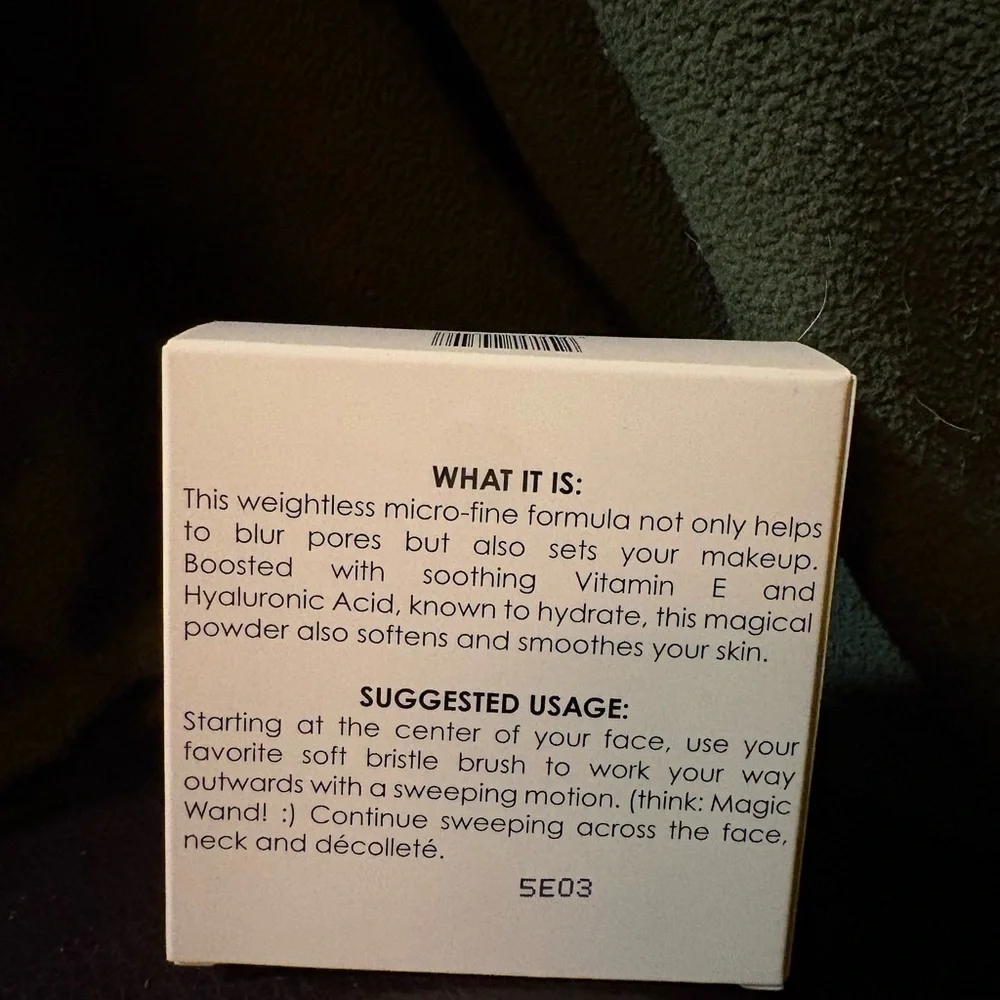 WHAT IT IS:
This weightless micro-fine formula not only helps
to blur pores but also sets your makeup.
Boosted with soothing Vitamin E and
Hyaluronic Acid, known to hydrate, this magical
powder also softens and smoothes your skin.
SUGGESTED USAGE:
Starting at the center of your face, use your
favorite soft bristle brush to work your way
outwards with a sweeping motion. (think: Magic
Wand! :) Continue sweeping across the face,
neck and décolleté.
5E03